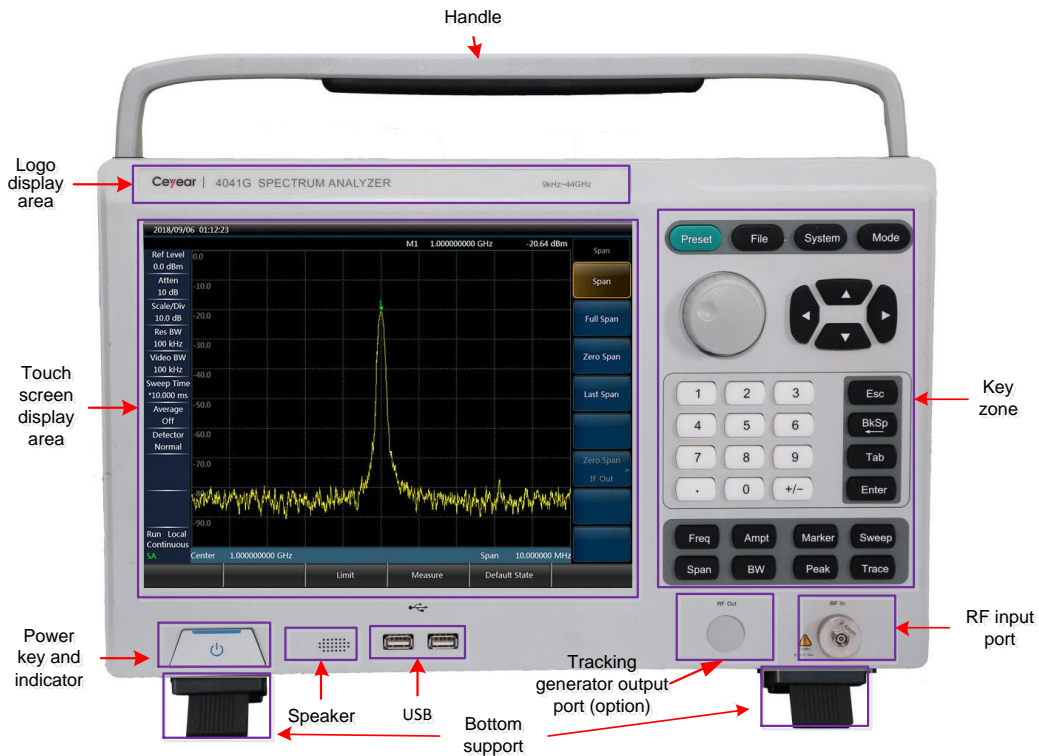 Handle
Logo
display
area
Ceyear | 4041G SPECTRUM ANALYZER
9kHz~44GHz
2018/09/06 01:12:23
M1 1.000000000 GHz -20.64 dBm
Ref Level
0.0 dBm
Atten
10 dB
Scale/Div
10.0 dB
Res BW
100 kHz
Video BW
100 kHz
Sweep Time
*10.000 ms
Average
Off
Detector
Normal
Run Local
Continuous
SA
0.0
-10.0
-20.0
-30.0
-40.0
-50.0
-60.0
-70.0
-90.0
Center 1.000000000 GHz
Span 10.000000 MHz
Span
Span
Full Span
Zero Span
Last Span
Zero Span
>
IF Out
Limit
Measure
Default State
Touch
screen
display
area
Preset
File
System
Mode
1
2
3
Esc
4
5
6
BkSp
7
8
9
Tab
.
0
+/−
Enter
Freq
Ampt
Marker
Sweep
Span
BW
Peak
Trace
Key
zone
RF Out
RF In
RF input
port
Power
key and
indicator
Speaker
USB
Tracking
generator output
port (option)
Bottom
support